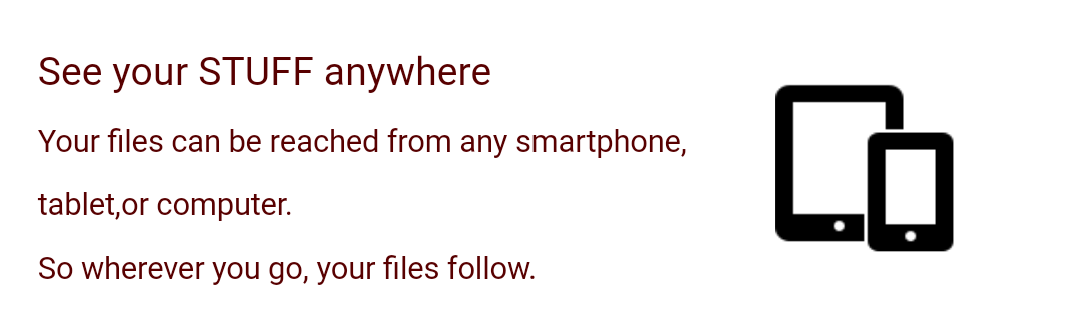 See your STUFF anywhere
Your files can be reached from any smartphone,
tablet,or computer.
So wherever you go, your files follow.